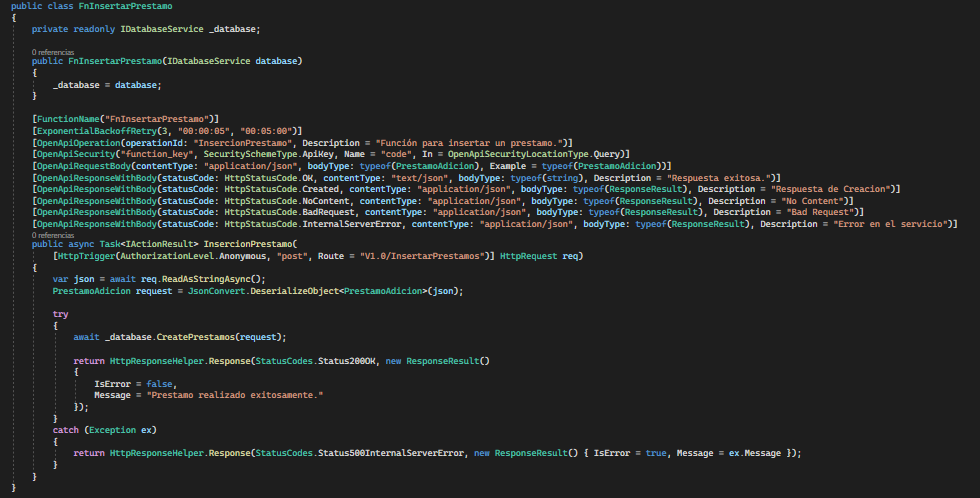 public class FnInsertarPrestamo
{
private readonly IDatabaseService _database;
0 referencias
public FnInsertarPrestamo(IDatabaseService database)
{
_database = database;
}
[FunctionName("FnInsertarPrestamo")]
[ExponentialBackoffRetry(3, "00:00:05", "00:05:00")]
[OpenApiOperation(operationId: "InsercionPrestamo", Description = "Función para insertar un prestamo.")]
[OpenApiSecurity("function_key", SecuritySchemeType.ApiKey, Name = "code", In = OpenApiSecurityLocationType.Query)]
[OpenApiRequestBody(contentType: "application/json", bodyType: typeof(PrestamoAdicion), Example = typeof(PrestamoAdicion))]
[OpenApiResponseWithBody(statusCode: HttpStatusCode.OK, contentType: "text/json", bodyType: typeof(string), Description = "Respuesta exitosa.")]
[OpenApiResponseWithBody(statusCode: HttpStatusCode.Created, contentType: "application/json", bodyType: typeof(ResponseResult), Description = "Respuesta de Creacion")]
[OpenApiResponseWithBody(statusCode: HttpStatusCode.NoContent, contentType: "application/json", bodyType: typeof(ResponseResult), Description = "No Content")]
[OpenApiResponseWithBody(statusCode: HttpStatusCode.BadRequest, contentType: "application/json", bodyType: typeof(ResponseResult), Description = "Bad Request")]
[OpenApiResponseWithBody(statusCode: HttpStatusCode.InternalServerError, contentType: "application/json", bodyType: typeof(ResponseResult), Description = "Error en el servicio")]
0 referencias
public async Task<IActionResult> InsercionPrestamo(
[HttpTrigger(AuthorizationLevel.Anonymous, "post", Route = "V1.0/InsertarPrestamos")] HttpRequest req)
{
var json = await req.ReadAsStringAsync();
PrestamoAdicion request = JsonConvert.DeserializeObject<PrestamoAdicion>(json);
try
{
await _database.CreatePrestamos(request);
return HttpResponseHelper.Response(StatusCodes.Status200OK, new ResponseResult()
{
IsError = false,
Message = "Prestamo realizado exitosamente."
});
}
catch (Exception ex)
{
return HttpResponseHelper.Response(StatusCodes.Status500InternalServerError, new ResponseResult() { IsError = true, Message = ex.Message });
}
}
}